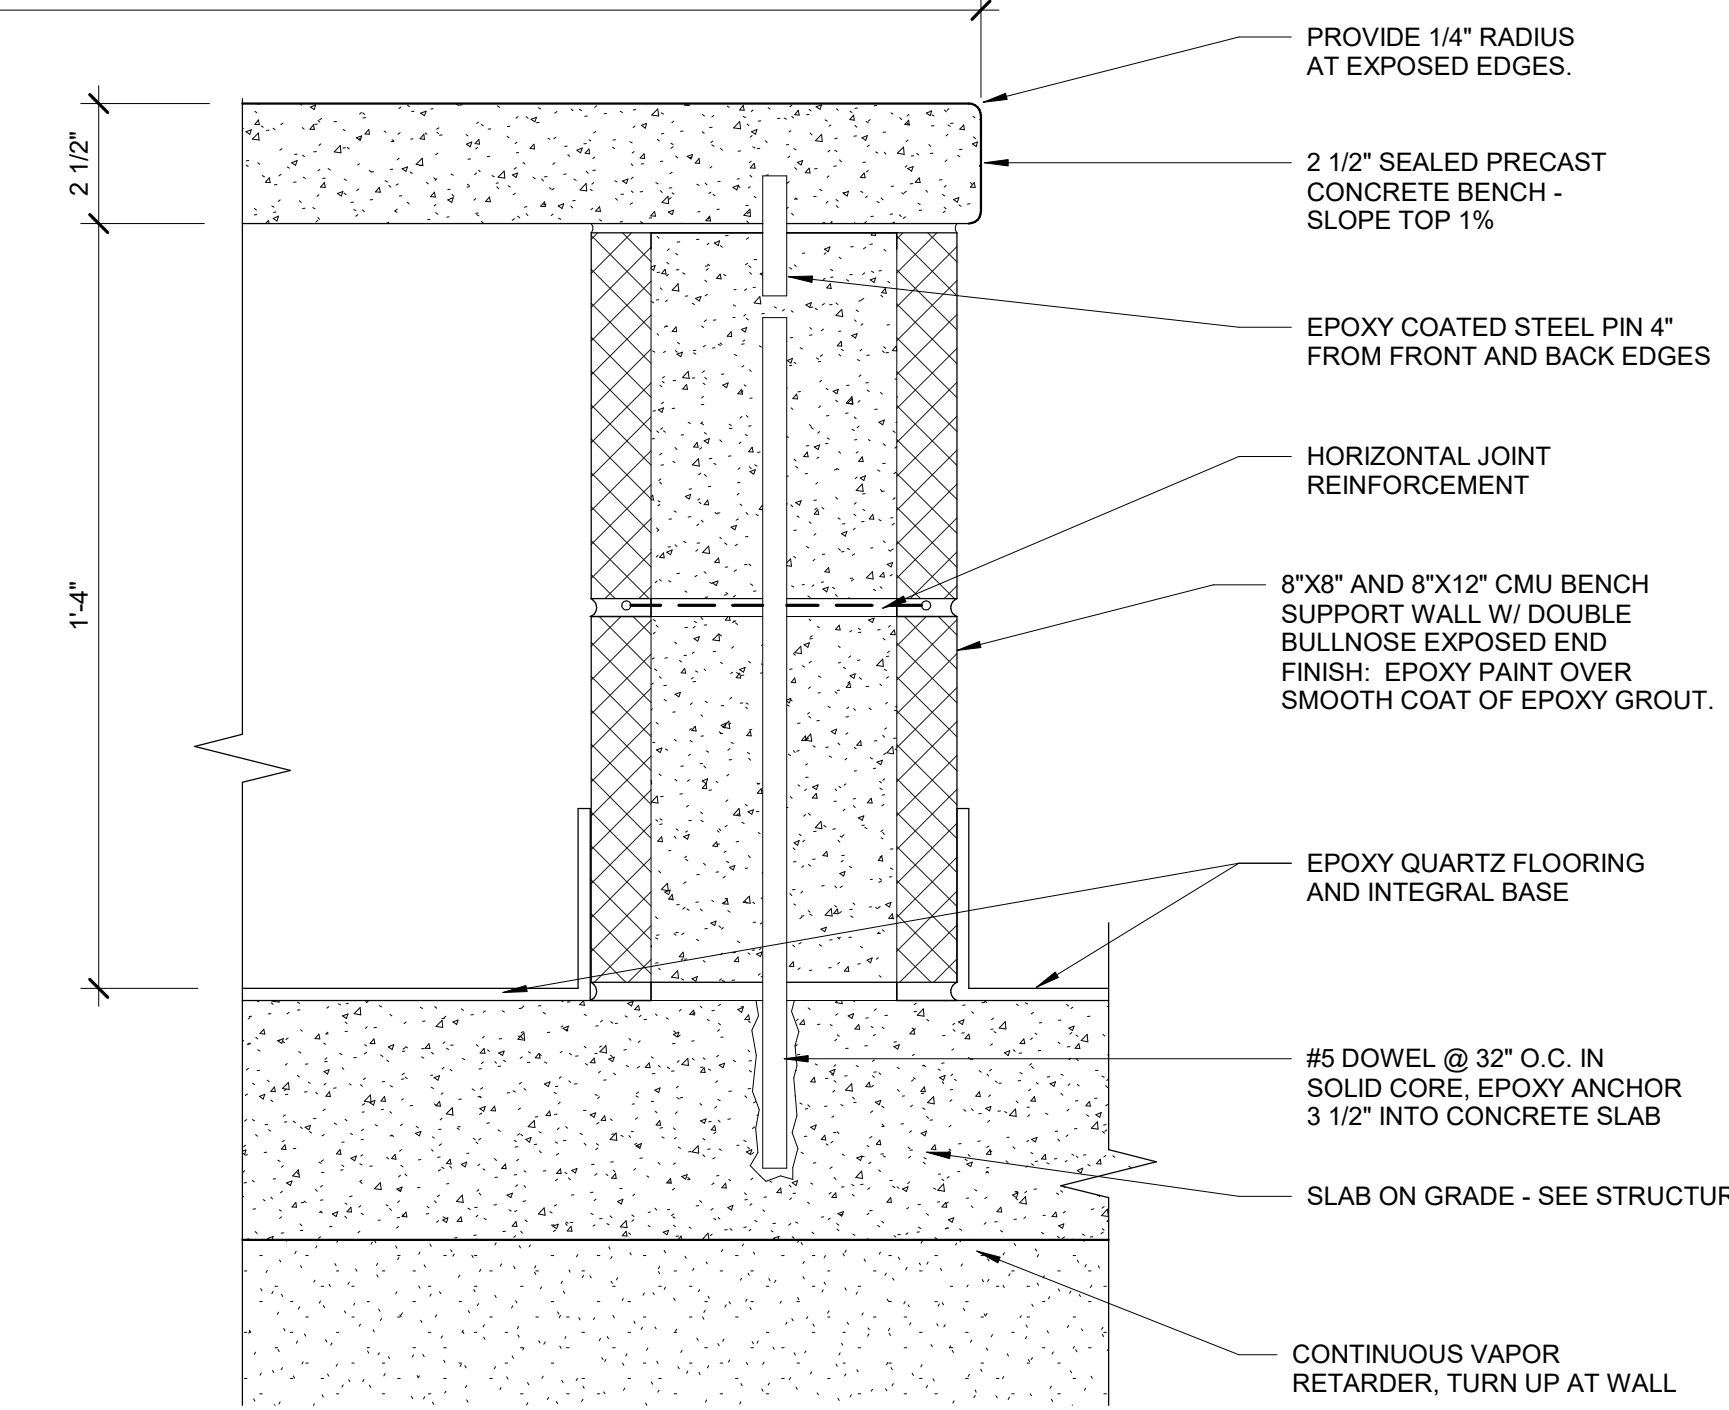 PROVIDE 1/4" RADIUS
AT EXPOSED EDGES.
2 1/2"
2 1/2" SEALED PRECAST
CONCRETE BENCH -
SLOPE TOP 1%
EPOXY COATED STEEL PIN 4"
FROM FRONT AND BACK EDGES
HORIZONTAL JOINT
REINFORCEMENT
1'-4"
8"X8" AND 8"X12" CMU BENCH
SUPPORT WALL W/ DOUBLE
BULLNOSE EXPOSED END
FINISH: EPOXY PAINT OVER
SMOOTH COAT OF EPOXY GROUT.
EPOXY QUARTZ FLOORING
AND INTEGRAL BASE
#5 DOWEL @ 32" O.C. IN
SOLID CORE, EPOXY ANCHOR
3 1/2" INTO CONCRETE SLAB
SLAB ON GRADE - SEE
CONTINUOUS VAPOR
RETARDER, TURN UP AT WALL